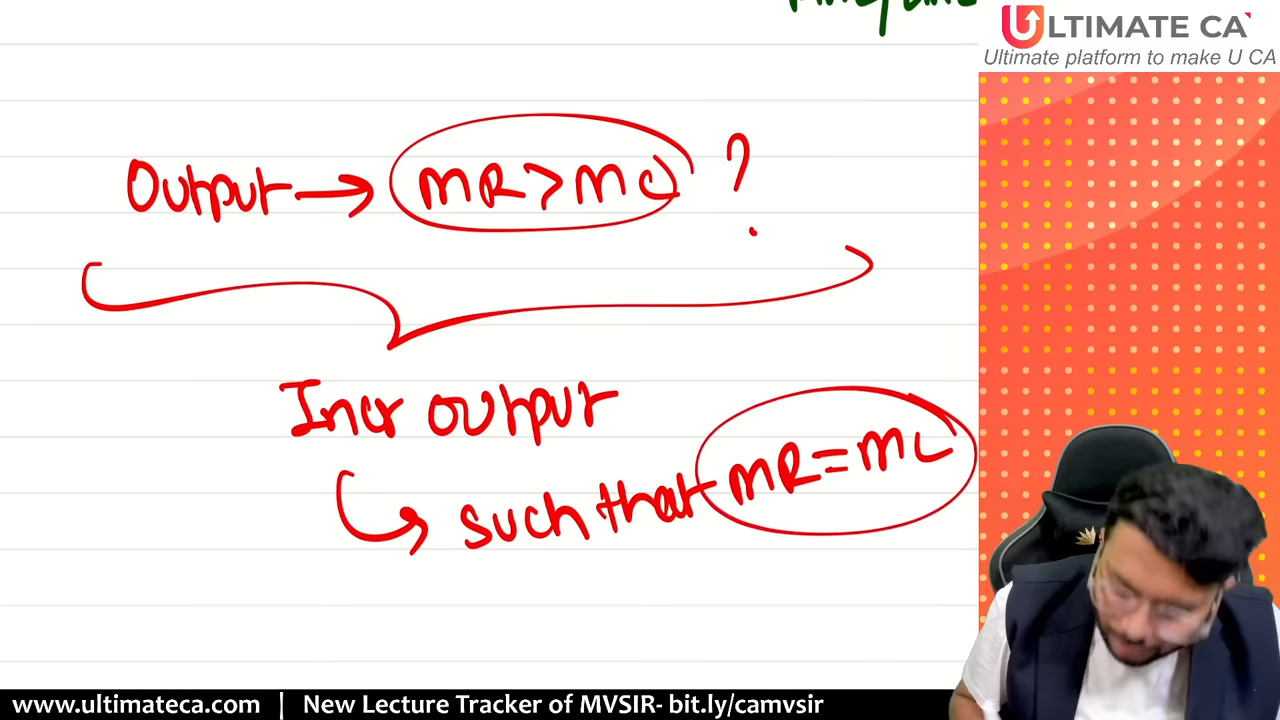 ULTIMATE CA
Ultimate platform to make U CA
Output → MR > MC ?
Incr output
↳ such that MR = MC
www.ultimateca.com | New Lecture Tracker of MVSIR- bit.ly/camvsir